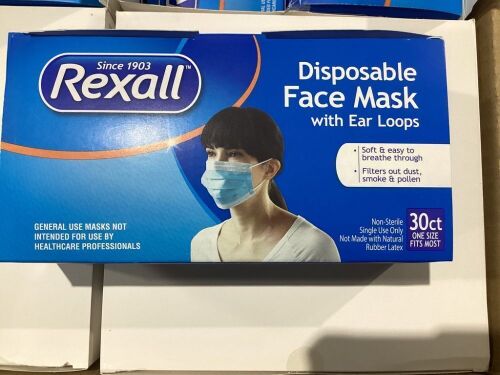 Since 1903
Rexall™
Disposable
Face Mask
with Ear Loops
• Soft & easy to
breathe through
• Filters out dust,
smoke & pollen
GENERAL USE MASKS NOT
INTENDED FOR USE BY
HEALTHCARE PROFESSIONALS
Non-Sterile
Single Use Only
Not Made with Natural
Rubber Latex
30ct
ONE SIZE
FITS MOST